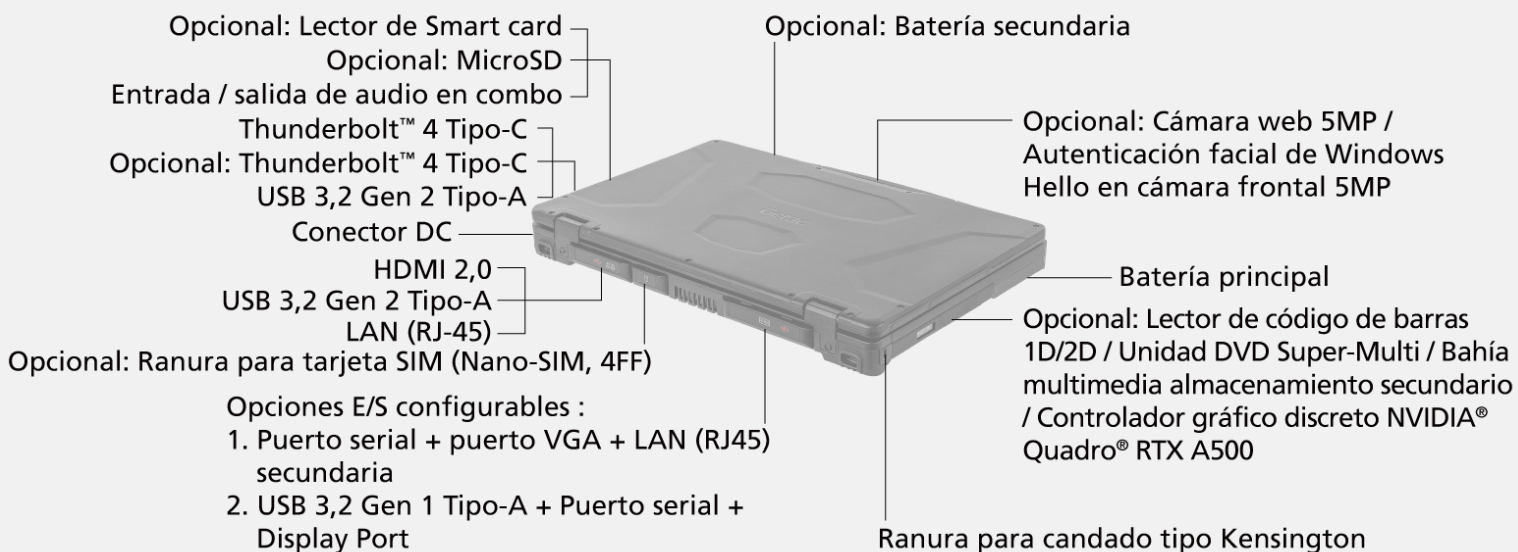 Opcional: Lector de Smart card
Opcional: MicroSD
Entrada / salida de audio en combo
Thunderbolt™ 4 Tipo-C
Opcional: Thunderbolt™ 4 Tipo-C
USB 3,2 Gen 2 Tipo-A
Conector DC
HDMI 2,0
USB 3,2 Gen 2 Tipo-A
LAN (RJ-45)
Opcional: Ranura para tarjeta SIM (Nano-SIM, 4FF)
Opciones E/S configurables :
1. Puerto serial + puerto VGA + LAN (RJ45)
secundaria
2. USB 3,2 Gen 1 Tipo-A + Puerto serial +
Display Port
Opcional: Batería secundaria
Opcional: Cámara web 5MP /
Autenticación facial de Windows
Hello en cámara frontal 5MP
Batería principal
Opcional: Lector de código de barras
1D/2D / Unidad DVD Super-Multi / Bahía
multimedia almacenamiento secundario
/ Controlador gráfico discreto NVIDIA®
Quadro® RTX A500
Ranura para candado tipo Kensington
Getac